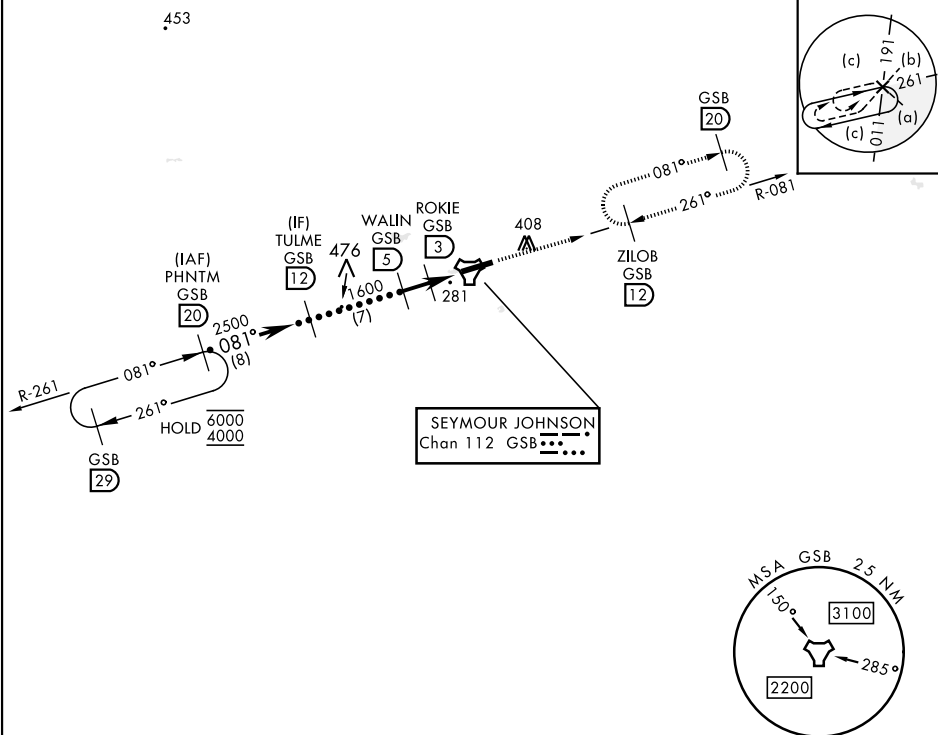 453
(c)
191
(b)
261
(a)
(c)
011
GSB
20
081°
261°
R-081
408
ZILOB
GSB
12
ROKIE
GSB
3
WALIN
GSB
5
(IF)
TULME
GSB
12
476
1600
(7)
281
(IAF)
PHNTM
GSB
20
2500
081°
(8)
R-261
081°
261°
HOLD 6000
4000
GSB
29
SEYMOUR JOHNSON
Chan 112 GSB
MSA GSB 25 NM
150°
3100
285°
2200